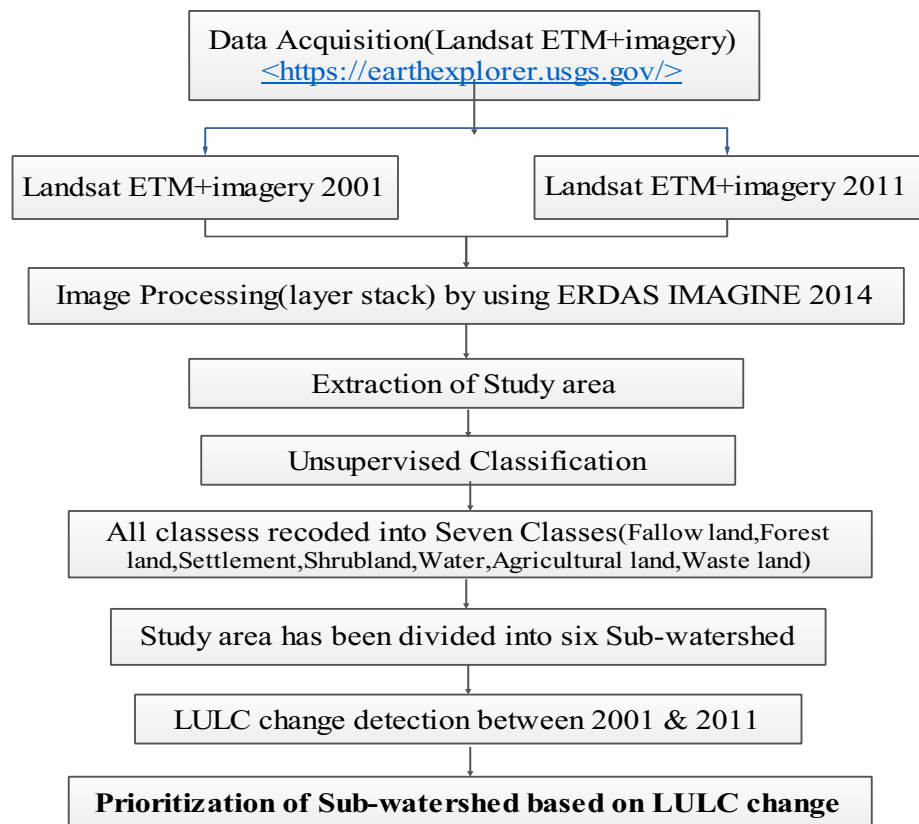 Data Acquisition(Landsat ETM+imagery)
<https://earthexplorer.usgs.gov/>
Landsat ETM+imagery 2001
Landsat ETM+imagery 2011
Image Processing(layer stack) by using ERDAS IMAGINE 2014
Extraction of Study area
Unsupervised Classification
All classess recoded into Seven Classes(Fallow land,Forest
land,Settlement,Shrubland,Water,Agricultural land,Waste land)
Study area has been divided into six Sub-watershed
LULC change detection between 2001 & 2011
Prioritization of Sub-watershed based on LULC change